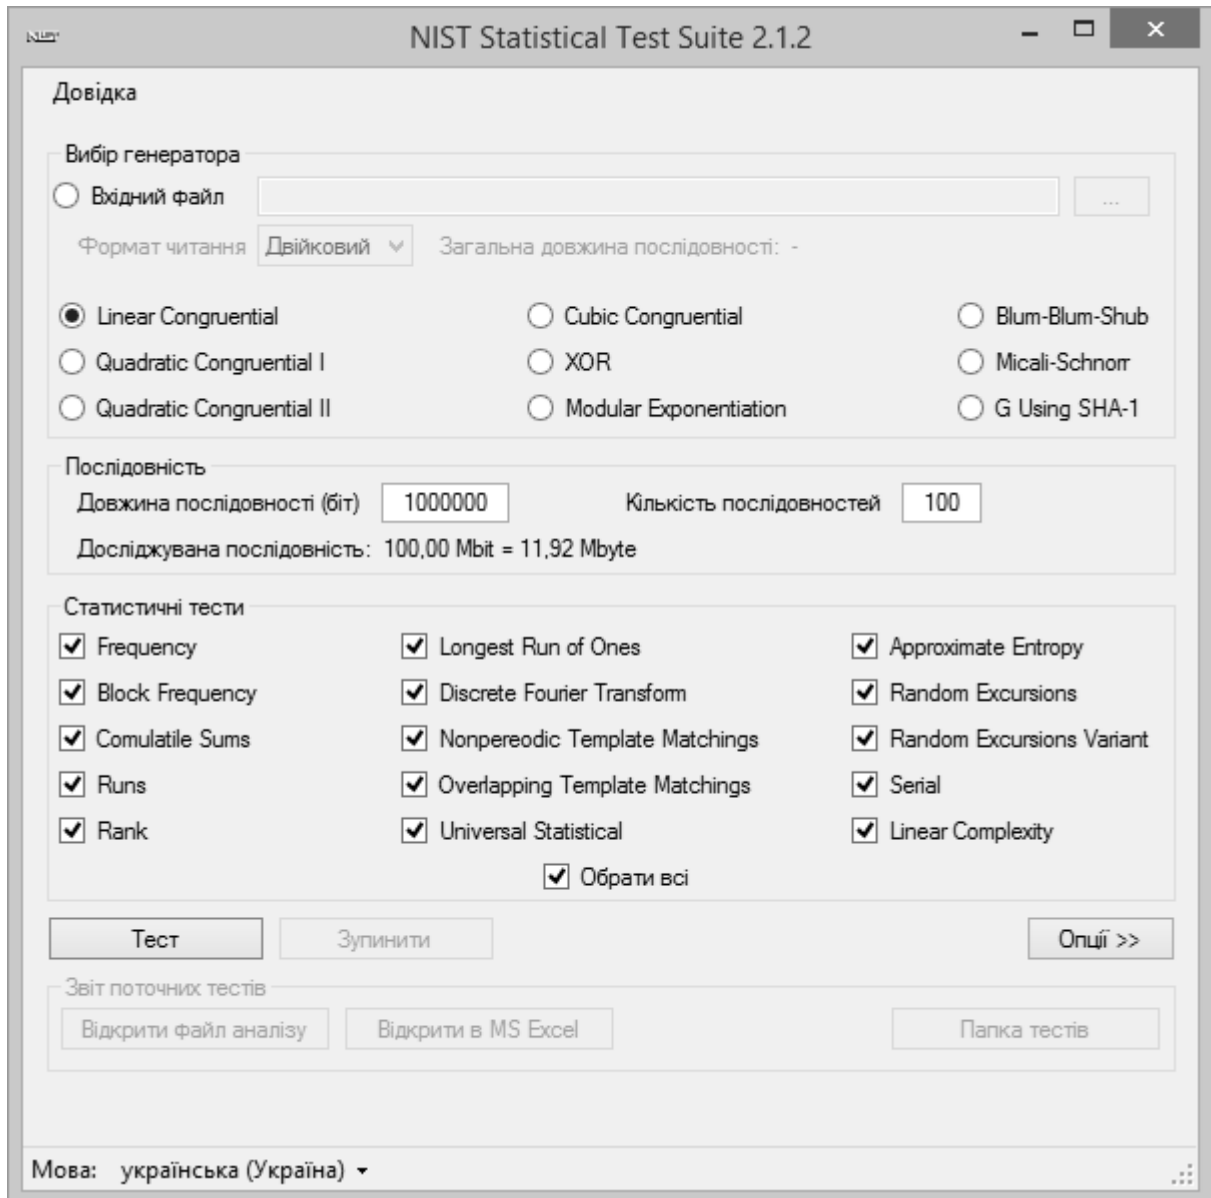 NIST
NIST Statistical Test Suite 2.1.2
Довідка
Вибір генератора
Вхідний файл ...
Формат читання Двійковий Загальна довжина послідовності: -
Linear Congruential Cubic Congruential Blum-Blum-Shub
Quadratic Congruential I XOR Micali-Schnorr
Quadratic Congruential II Modular Exponentiation G Using SHA-1
Послідовність
Довжина послідовності (біт) 1000000 Кількість послідовностей 100
Досліджувана послідовність: 100,00 Mbit = 11,92 Mbyte
Статистичні тести
Frequency Longest Run of Ones Approximate Entropy
Block Frequency Discrete Fourier Transform Random Excursions
Comulatile Sums Nonpereodic Template Matchings Random Excursions Variant
Runs Overlapping Template Matchings Serial
Rank Universal Statistical Linear Complexity
Обрати всі
Тест Зупинити Опції >>
Звіт поточних тестів
Відкрити файл аналізу Відкрити в MS Excel Папка тестів
Мова: українська (Україна)